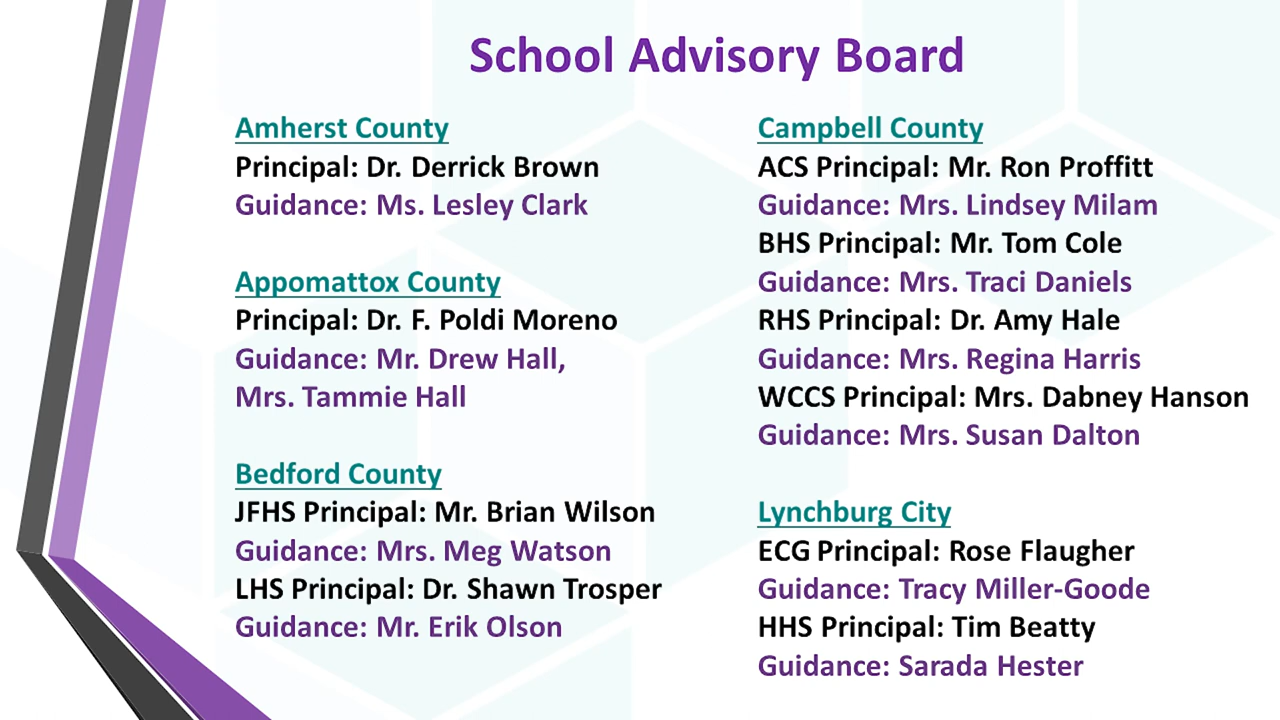 School Advisory Board
Amherst County
Principal: Dr. Derrick Brown
Guidance: Ms. Lesley Clark
Appomattox County
Principal: Dr. F. Poldi Moreno
Guidance: Mr. Drew Hall,
Mrs. Tammie Hall
Bedford County
JFHS Principal: Mr. Brian Wilson
Guidance: Mrs. Meg Watson
LHS Principal: Dr. Shawn Trosper
Guidance: Mr. Erik Olson
Campbell County
ACS Principal: Mr. Ron Proffitt
Guidance: Mrs. Lindsey Milam
BHS Principal: Mr. Tom Cole
Guidance: Mrs. Traci Daniels
RHS Principal: Dr. Amy Hale
Guidance: Mrs. Regina Harris
WCCS Principal: Mrs. Dabney Hanson
Guidance: Mrs. Susan Dalton
Lynchburg City
ECG Principal: Rose Flaugher
Guidance: Tracy Miller-Goode
HHS Principal: Tim Beatty
Guidance: Sarada Hester